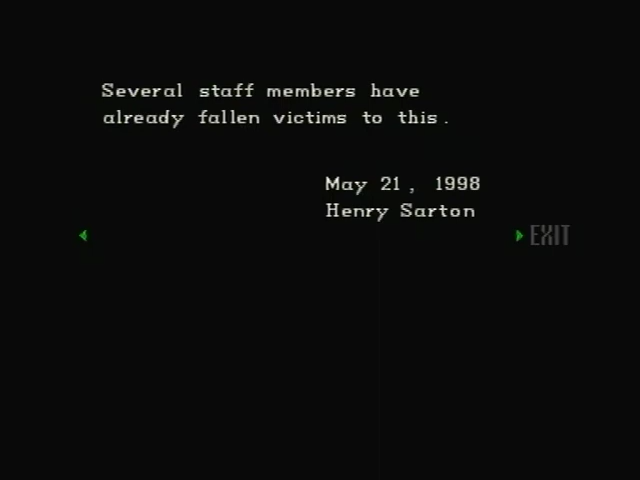 Several staff members have
already fallen victims to this.
May 21, 1998
Henry Sarton
EXIT